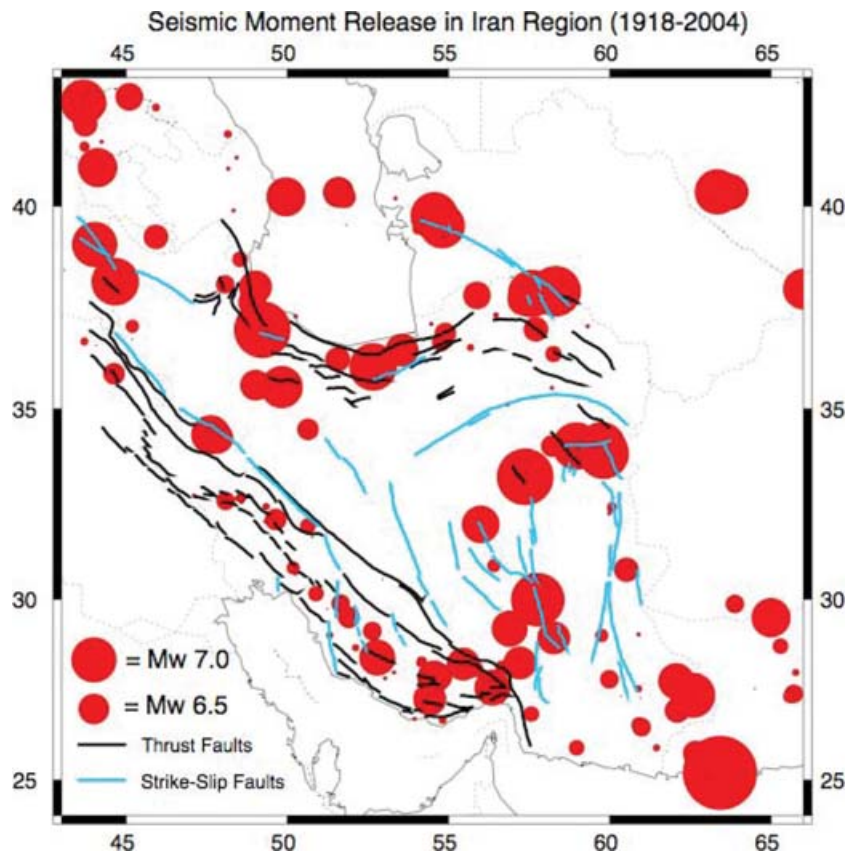 Seismic Moment Release in Iran Region (1918-2004)
45 50 55 60 65
40 40
35 35
30 30
= Mw 7.0
= Mw 6.5
Thrust Faults
Strike-Slip Faults
25 25
45 50 55 60 65